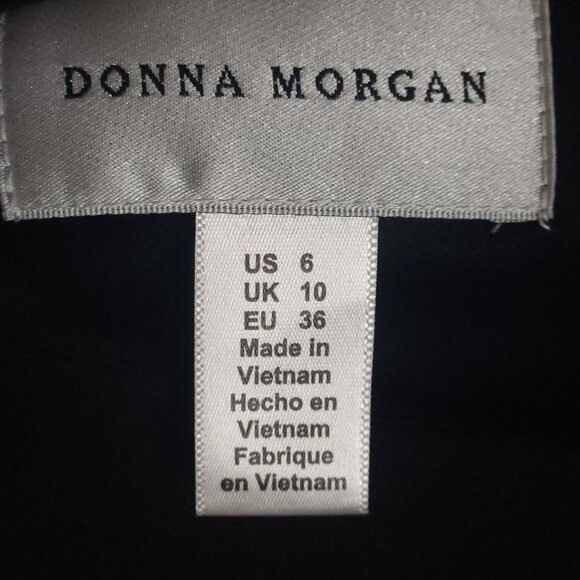 DONNA MORGAN
US 6
UK 10
EU 36
Made in
Vietnam
Hecho en
Vietnam
Fabrique
en Vietnam